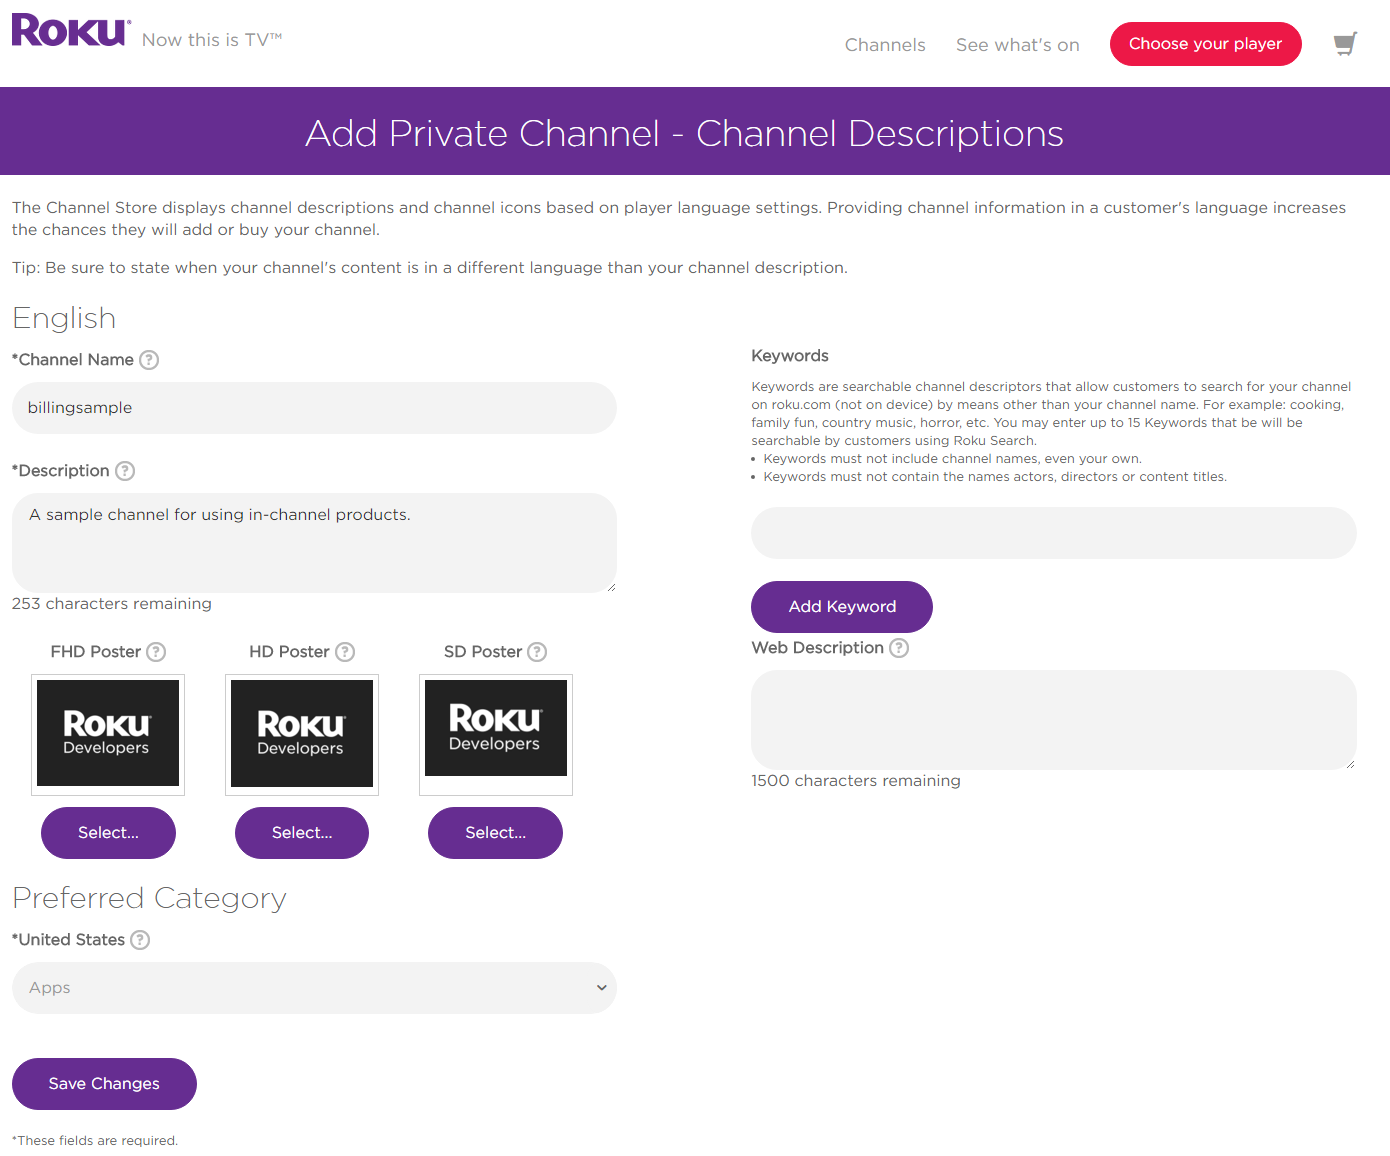 Roku®
Now this is TV™
Channels
See what's on
Choose your player
Add Private Channel - Channel Descriptions
The Channel Store displays channel descriptions and channel icons based on player language settings. Providing channel information in a customer's language increases
the chances they will add or buy your channel.
Tip: Be sure to state when your channel's content is in a different language than your channel description.
English
*Channel Name ?
billingsample
*Description ?
A sample channel for using in-channel products.
253 characters remaining
FHD Poster ?
HD Poster ?
SD Poster ?
Roku
Developers
Roku
Developers
Roku
Developers
Select...
Select...
Select...
Preferred Category
*United States ?
Apps
Save Changes
*These fields are required.
Keywords
Keywords are searchable channel descriptors that allow customers to search for your channel
on roku.com (not on device) by means other than your channel name. For example: cooking,
family fun, country music, horror, etc. You may enter up to 15 Keywords that be will be
searchable by customers using Roku Search.
• Keywords must not include channel names, even your own.
• Keywords must not contain the names actors, directors or content titles.
Add Keyword
Web Description ?
1500 characters remaining